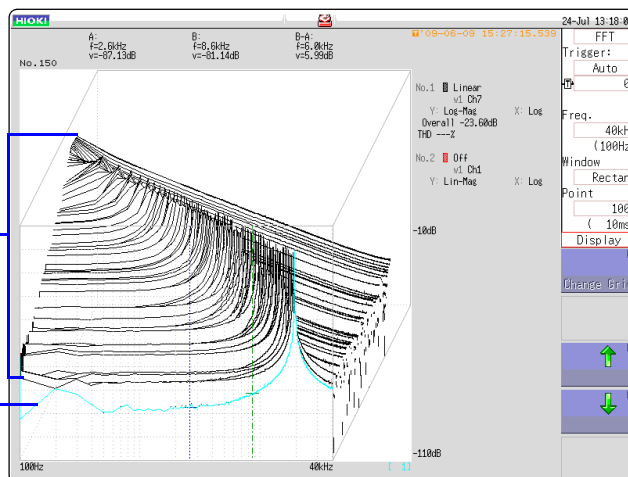 HIOKI
24-Jul 13:18:0
A: B: B-A:
f=2.6kHz f=8.6kHz f=6.0kHz
v=-87.13dB v=-81.14dB v=5.99dB
'09-06-09 15:27:15.539
No.150
No.1 Linear
v1 Ch7
Y: Log-Mag X: Log
Overall -23.60dB
THD ---%
No.2 Off
v1 Ch1
Y: Lin-Mag X: Log
-10dB
-110dB
100Hz 40kHz [ 1]
FFT
Trigger:
Auto
Freq.
40kH
(100Hz
Window
Rectan
Point
100
( 10ms
Display
Change Gri